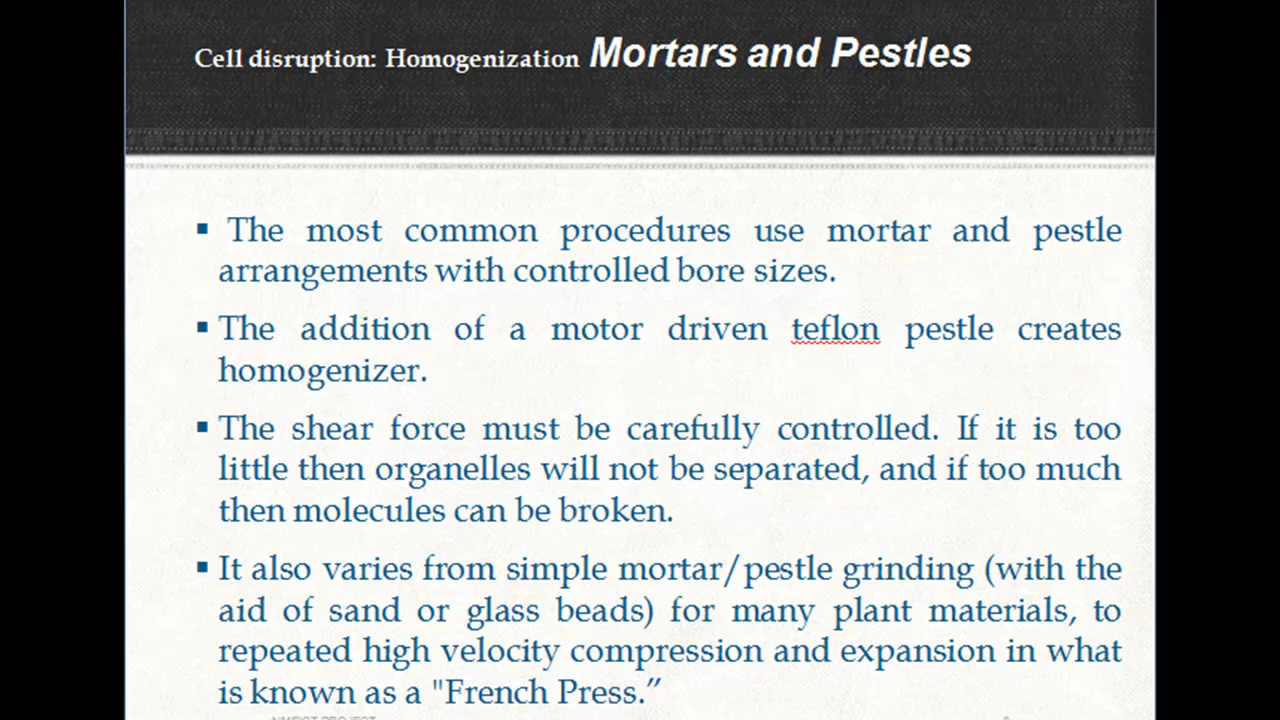 Cell disruption: Homogenization Mortars and Pestles
▪ The most common procedures use mortar and pestle
arrangements with controlled bore sizes.
▪ The addition of a motor driven teflon pestle creates
homogenizer.
▪ The shear force must be carefully controlled. If it is too
little then organelles will not be separated, and if too much
then molecules can be broken.
▪ It also varies from simple mortar/pestle grinding (with the
aid of sand or glass beads) for many plant materials, to
repeated high velocity compression and expansion in what
is known as a "French Press.”
NMEICT PROJECT